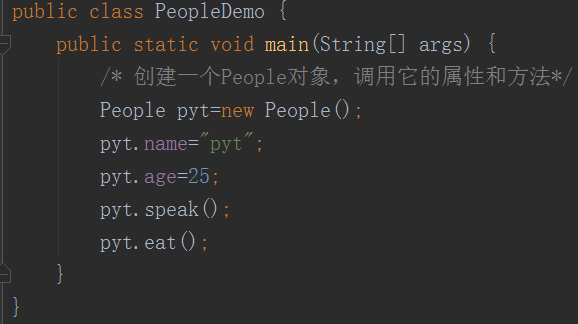 public class PeopleDemo {
    public static void main(String[] args) {
        /* 创建一个People对象，调用它的属性和方法*/
        People pyt=new People();
        pyt.name="pyt";
        pyt.age=25;
        pyt.speak();
        pyt.eat();
    }
}